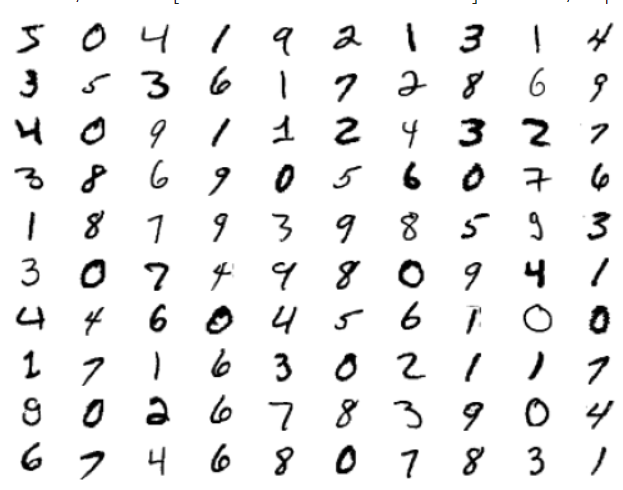 5 0 4 1 9 2 1 3 1 4
3 5 3 6 1 7 2 8 6 9
4 0 9 1 1 2 4 3 2 7
3 8 6 9 0 5 6 0 7 6
1 8 7 9 3 9 8 5 9 3
3 0 7 4 9 8 0 9 4 1
4 4 6 0 4 5 6 1 0 0
1 7 1 6 3 0 2 1 1 7
9 0 2 6 7 8 3 9 0 4
6 7 4 6 8 0 7 8 3 1